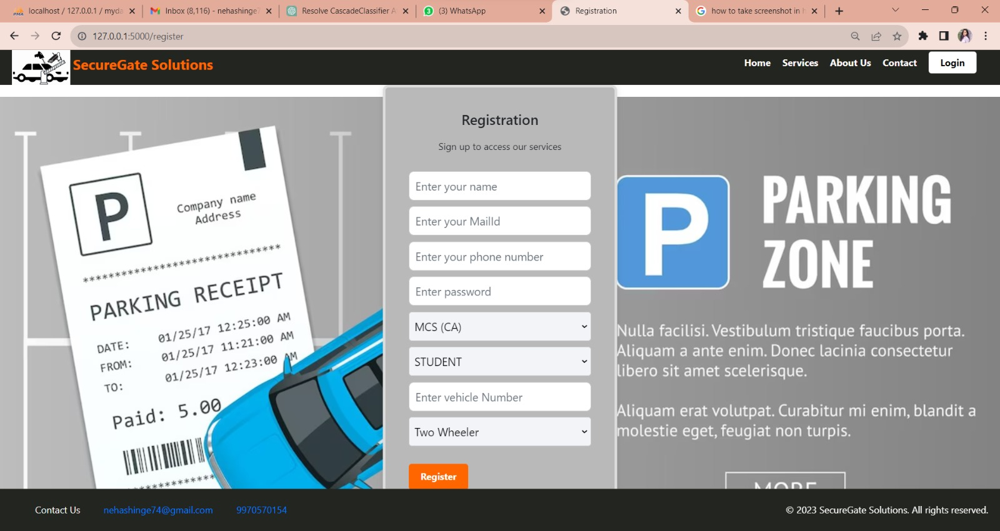 localhost / 127.0.0.1 / myda
Inbox (8,116) - nehashinge7
Resolve CascadeClassifier A
(3) WhatsApp
Registration
how to take screenshot in h
127.0.0.1:5000/register
SecureGate Solutions
Home Services About Us Contact Login
Registration
Sign up to access our services
Enter your name
Enter your MailId
Enter your phone number
Enter password
MCS (CA)
STUDENT
Enter vehicle Number
Two Wheeler
Register
P
Company name
Address
************************************
PARKING RECEIPT
DATE: 01/25/17 12:25:00 AM
FROM: 01/25/17 11:21:00 AM
TO: 01/25/17 12:23:00 AM
Paid: 5.00
P
PARKING
ZONE
Nulla facilisi. Vestibulum tristique faucibus porta.
Aliquam a ante enim. Donec lacinia consectetur
libero sit amet scelerisque.
Aliquam erat volutpat. Curabitur mi enim, blandit a
molestie eget, feugiat non turpis.
MORE
Contact Us nehashinge74@gmail.com 9970570154
© 2023 SecureGate Solutions. All rights reserved.